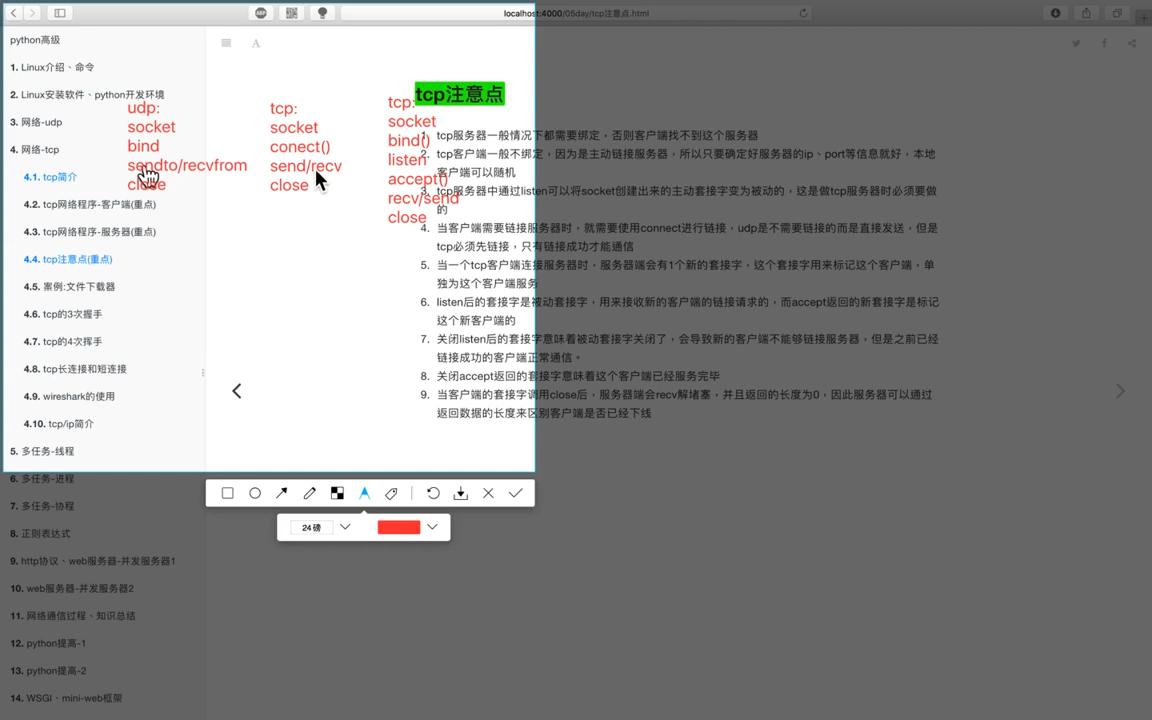 localhost:4000/05day/tcp注意点.html
python高级
1. Linux介绍、命令
2. Linux安装软件、python开发环境
3. 网络-udp
4. 网络-tcp
4.1. tcp简介
4.2. tcp网络程序-客户端(重点)
4.3. tcp网络程序-服务器(重点)
4.4. tcp注意点(重点)
4.5. 案例:文件下载器
4.6. tcp的3次握手
4.7. tcp的4次挥手
4.8. tcp长连接和短连接
4.9. wireshark的使用
4.10. tcp/ip简介
5. 多任务-线程
6. 多任务-进程
7. 多任务-协程
8. 正则表达式
9. http协议、web服务器-并发服务器1
10. web服务器-并发服务器2
11. 网络通信过程、知识总结
12. python提高-1
13. python提高-2
14. WSGI、mini-web框架
udp:
socket
bind
sendto/recvfrom
close
tcp:
socket
conect()
send/recv
close
tcp:
socket
bind()
listen
accept()
recv/send
close
ABP
A
tcp注意点
1. tcp服务器一般情况下都需要绑定，否则客户端找不到这个服务器
2. tcp客户端一般不绑定，因为是主动链接服务器，所以只要确定好服务器的ip、port等信息就好，本地
客户端可以随机
3. tcp服务器中通过listen可以将socket创建出来的主动套接字变为被动的，这是做tcp服务器时必须要做
的
4. 当客户端需要链接服务器时，就需要使用connect进行链接，udp是不需要链接的而是直接发送，但是
tcp必须先链接，只有链接成功才能通信
5. 当一个tcp客户端连接服务器时，服务器端会有1个新的套接字，这个套接字用来标记这个客户端，单
独为这个客户端服务
6. listen后的套接字是被动套接字，用来接收新的客户端的链接请求的，而accept返回的新套接字是标记
这个新客户端的
7. 关闭listen后的套接字意味着被动套接字关闭了，会导致新的客户端不能够链接服务器，但是之前已经
链接成功的客户端正常通信。
8. 关闭accept返回的套接字意味着这个客户端已经服务完毕
9. 当客户端的套接字调用close后，服务器端会recv解堵塞，并且返回的长度为0，因此服务器可以通过
返回数据的长度来区别客户端是否已经下线
24磅